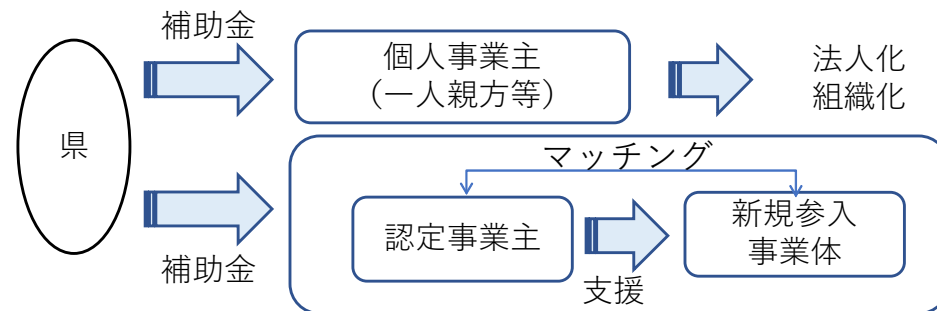 補助金
個人事業主
（一人親方等）
法人化
組織化
県
マッチング
認定事業主
新規参入
事業体
補助金
支援